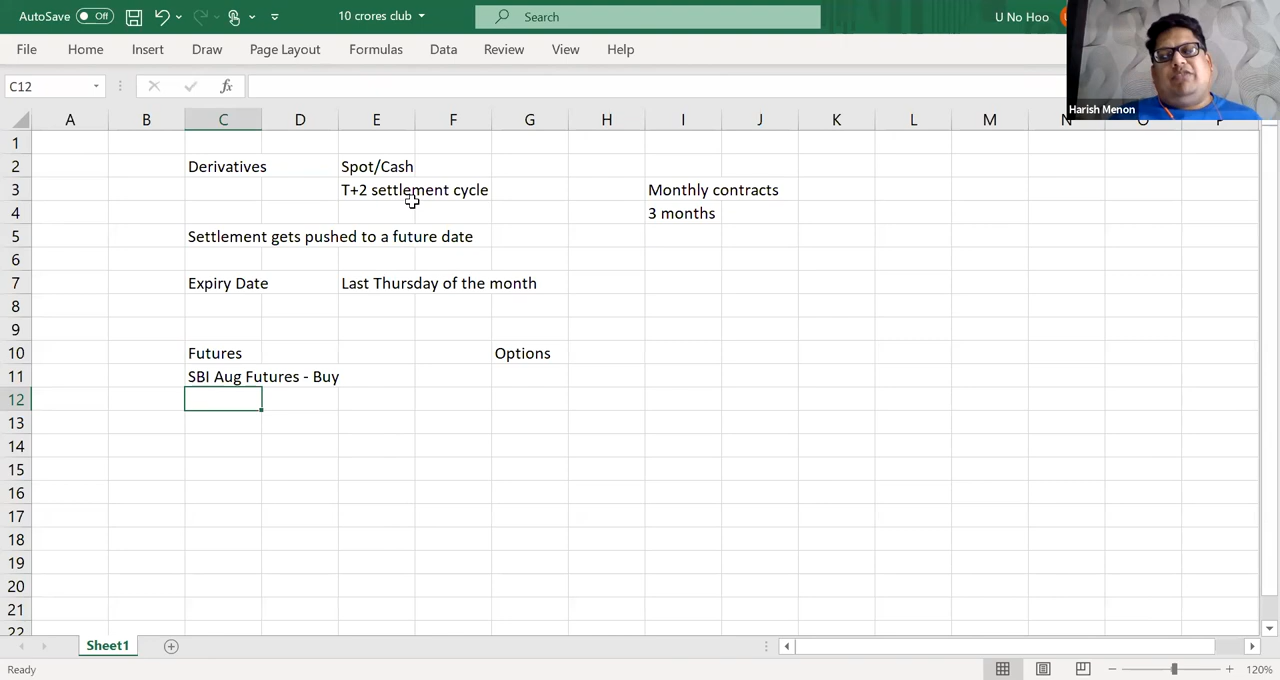 AutoSave Off 10 crores club Search U No Hoo
File Home Insert Draw Page Layout Formulas Data Review View Help
C12 fx
Harish Menon
A B C D E F G H I J K L M N O P
1
2 Derivatives Spot/Cash
3 T+2 settlement cycle Monthly contracts
4 3 months
5 Settlement gets pushed to a future date
6
7 Expiry Date Last Thursday of the month
8
9
10 Futures Options
11 SBI Aug Futures - Buy
12
13
14
15
16
17
18
19
20
21
22
Sheet1
Ready 120%